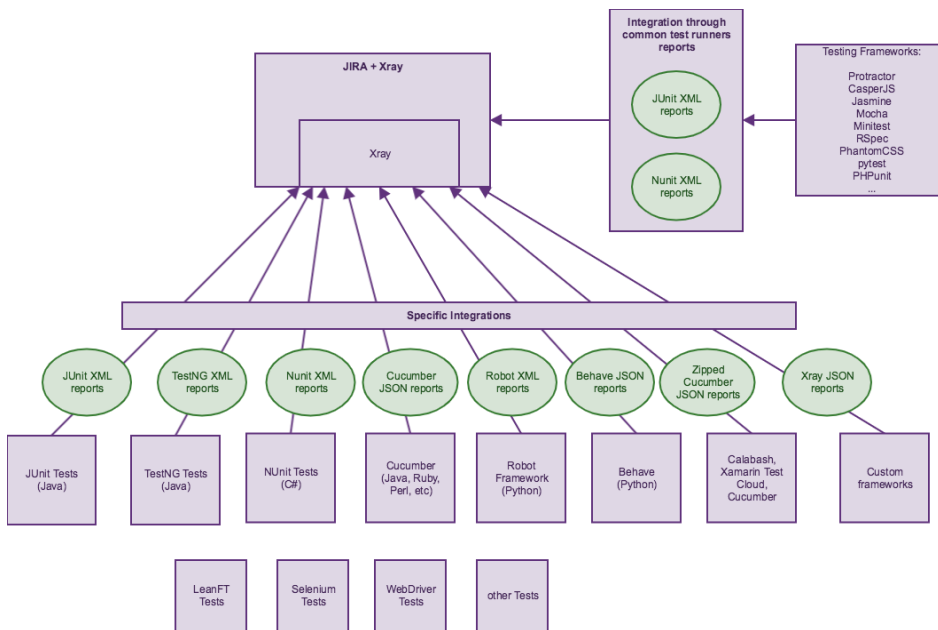 Integration through
common test runners
reports
JIRA + Xray
Testing Frameworks:
Protractor
CasperJS
Jasmine
Mocha
Minitest
RSpec
PhantomCSS
pytest
PHPunit
...
JUnit XML
reports
Xray
Nunit XML
reports
Specific Integrations
JUnit XML
reports
TestNG XML
reports
Nunit XML
reports
Cucumber
JSON reports
Robot XML
reports
Behave JSON
reports
Zipped
Cucumber
JSON reports
Xray JSON
reports
JUnit Tests
(Java)
TestNG Tests
(Java)
NUnit Tests
(C#)
Cucumber
(Java, Ruby,
Perl, etc)
Robot
Framework
(Python)
Behave
(Python)
Calabash,
Xamarin Test
Cloud,
Cucumber
Custom
frameworks
LeanFT
Tests
Selenium
Tests
WebDriver
Tests
other Tests